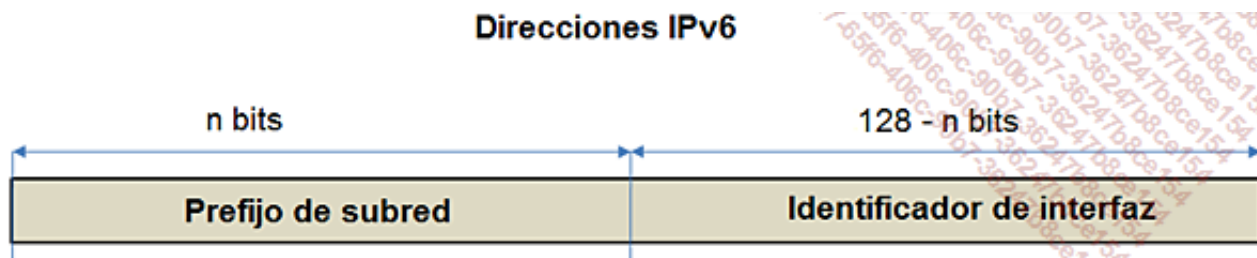 Direcciones IPv6
n bits
128 - n bits
Prefijo de subred
Identificador de interfaz